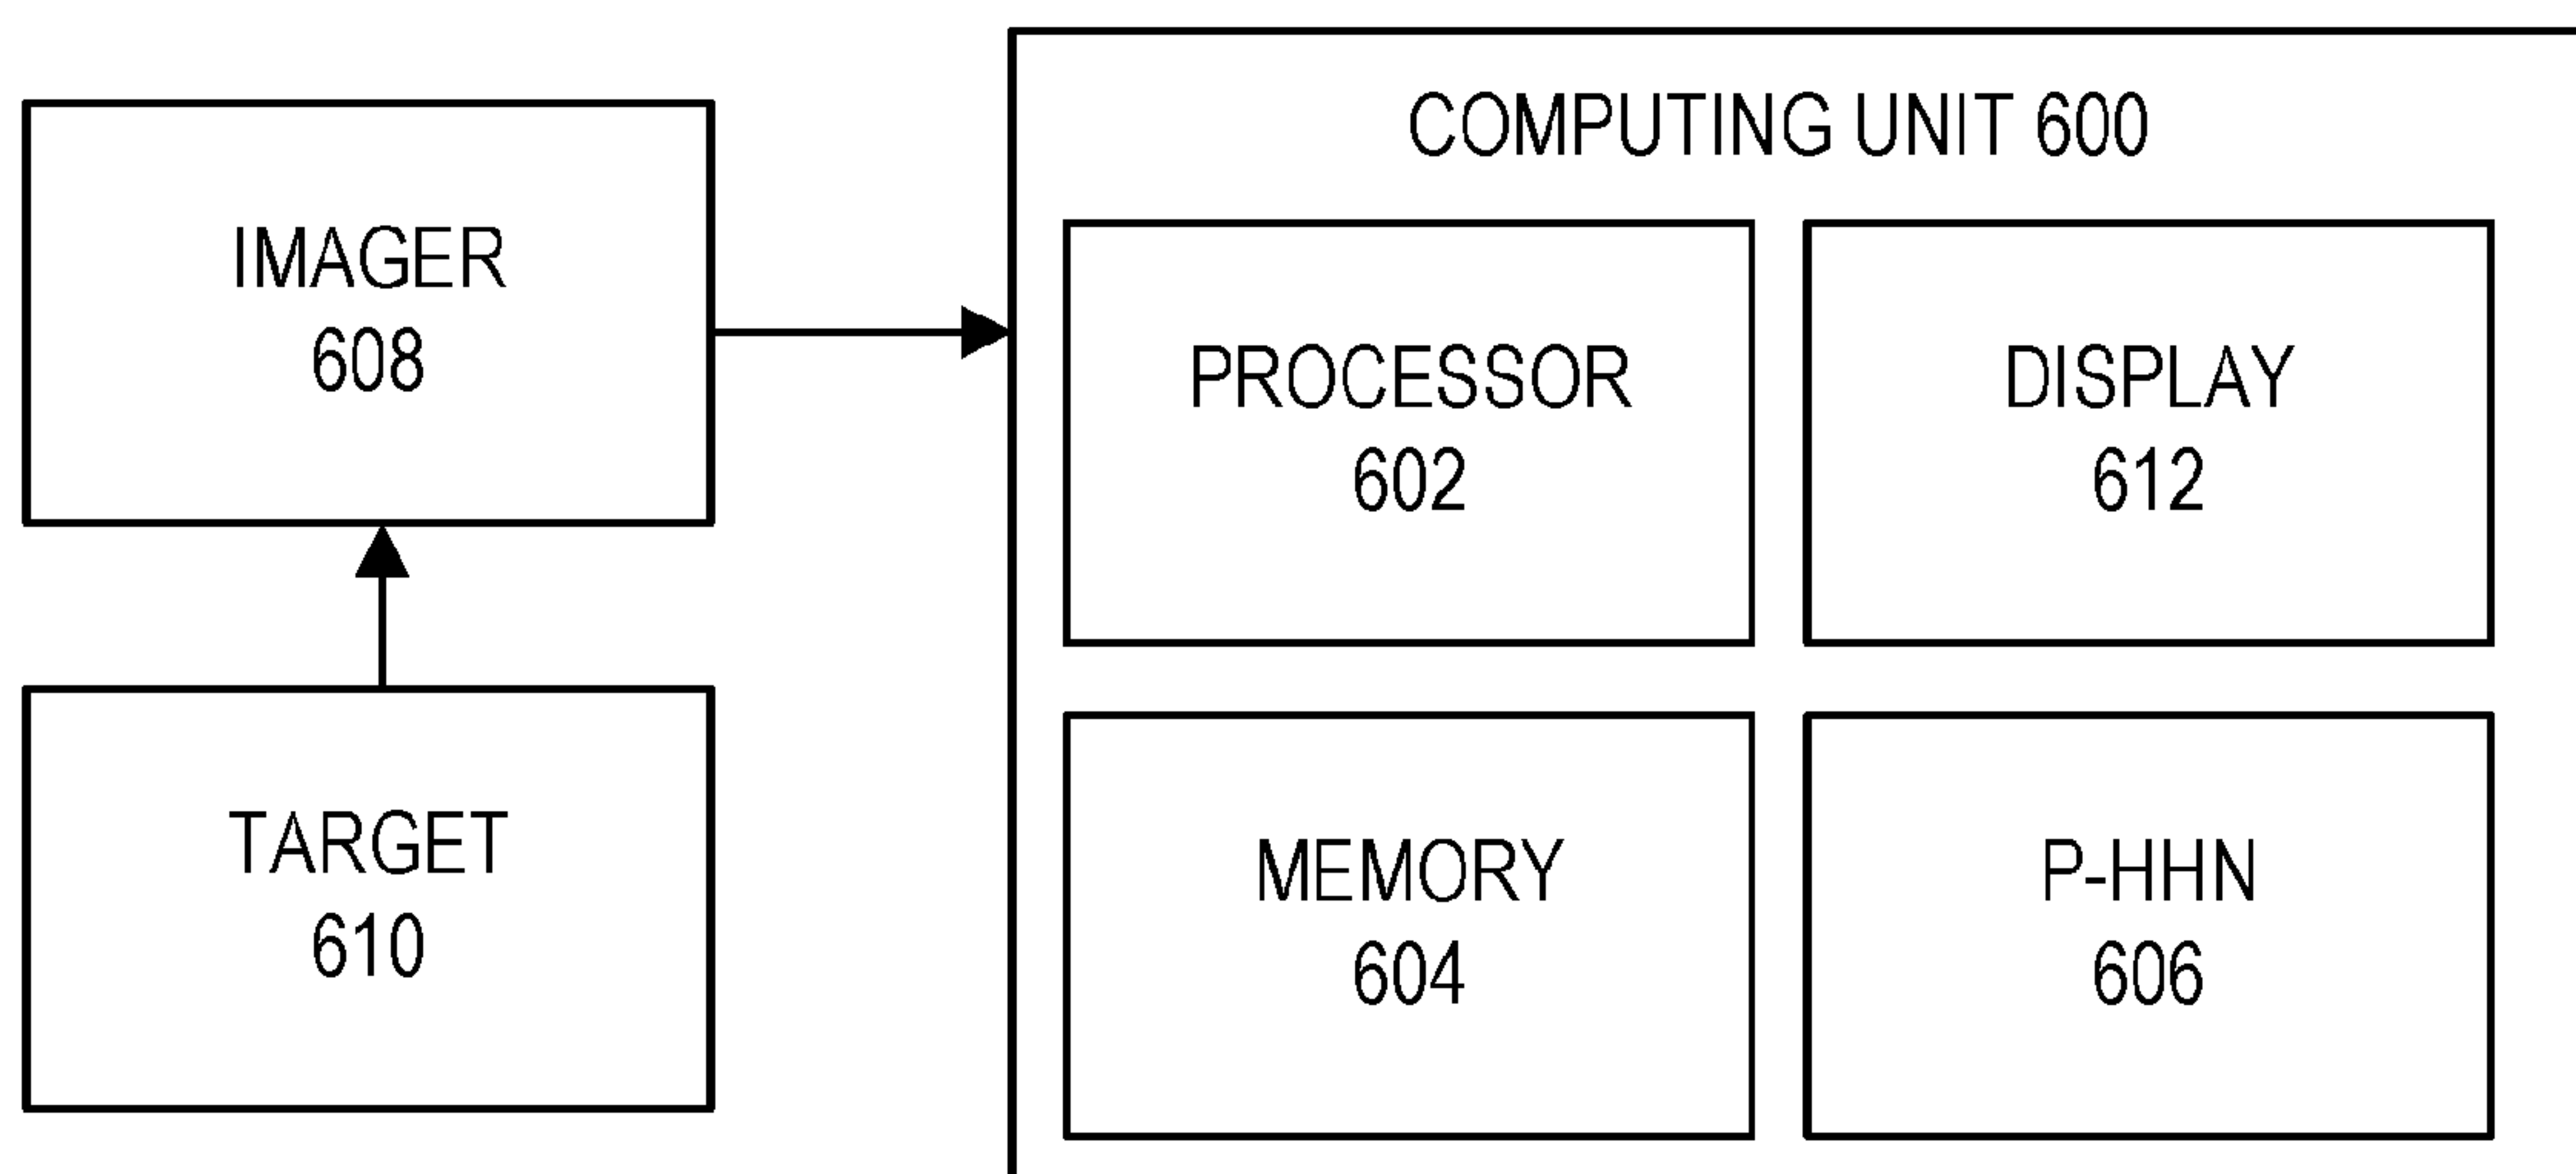 COMPUTING UNIT 600
IMAGER
608
PROCESSOR
602
DISPLAY
612
TARGET
610
MEMORY
604
P-HHN
606